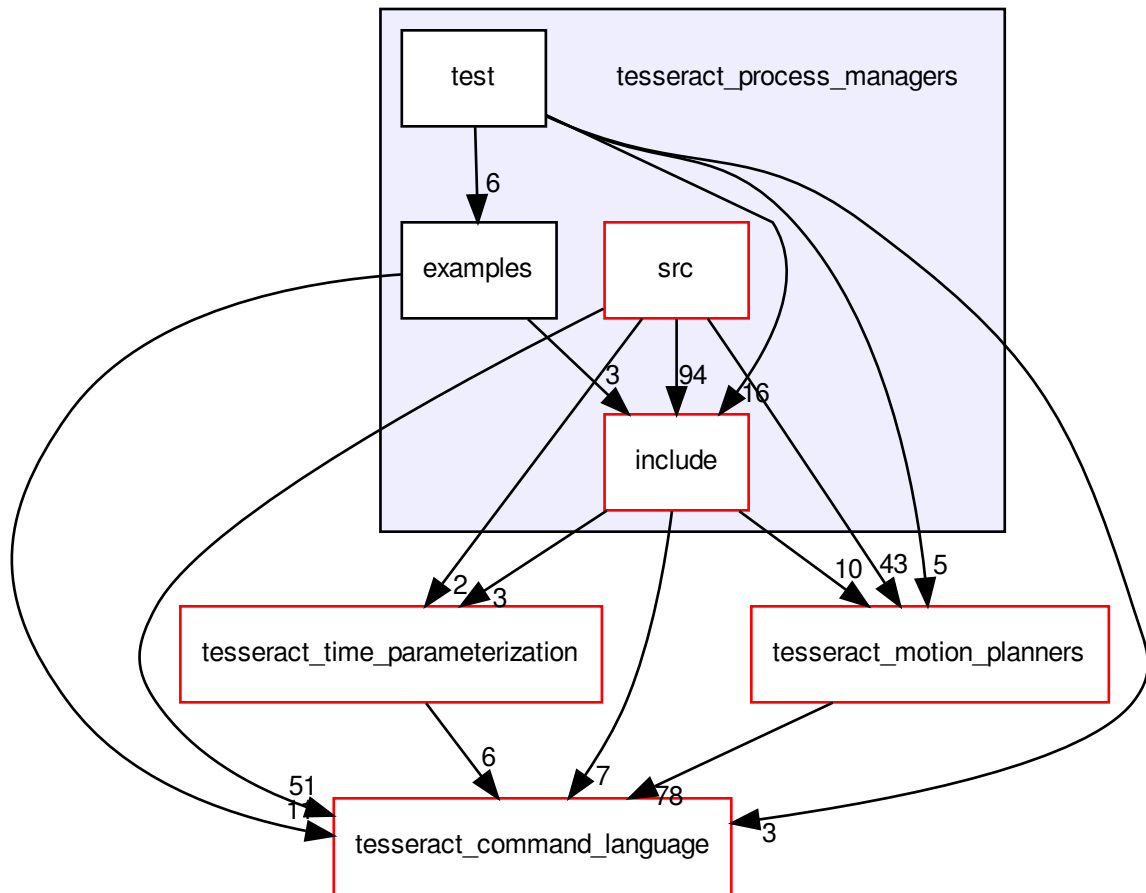 test
tesseract_process_managers
6
examples
src
3
94
16
include
10
43
5
2
3
tesseract_time_parameterization
tesseract_motion_planners
6
7
78
51
3
tesseract_command_language